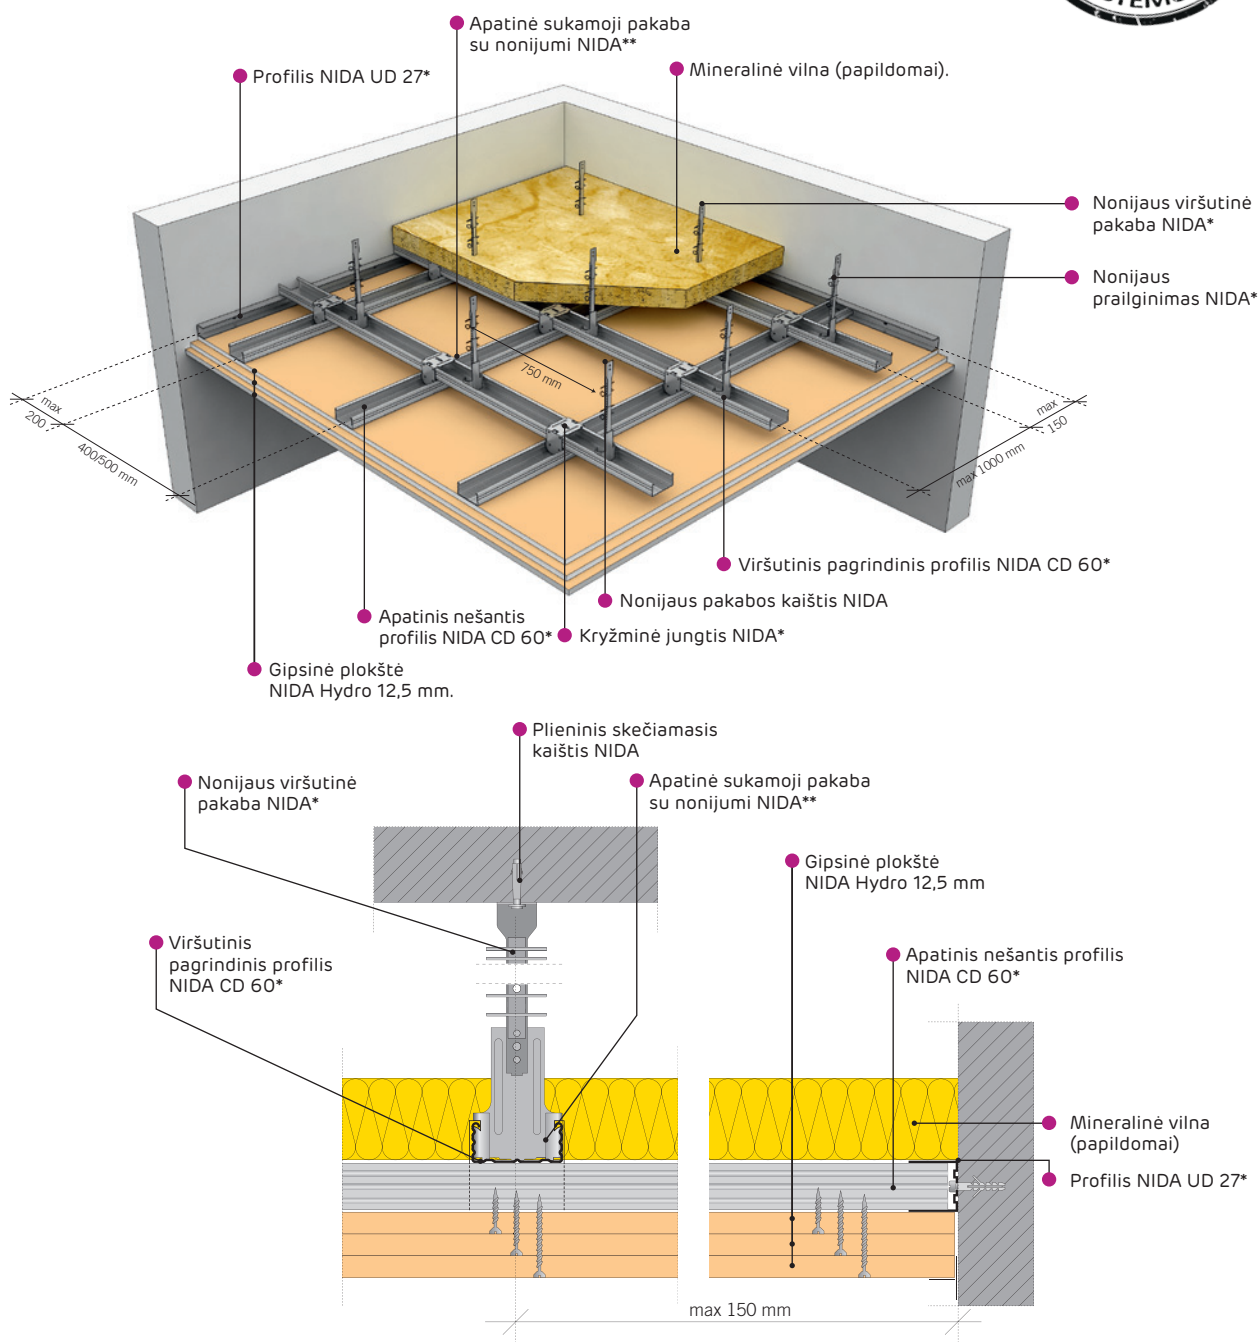 Apatinė sukamoji pakaba
su nonijumi NIDA**
Profilis NIDA UD 27*
Mineralinė vilna (papildomai).
Nonijaus viršutinė
pakaba NIDA*
Nonijaus
prailginimas NIDA*
750 mm
max
200
400/500 mm
max
150
max 1000 mm
Viršutinis pagrindinis profilis NIDA CD 60*
Nonijaus pakabos kaištis NIDA
Apatinis nešantis
profilis NIDA CD 60*
Kryžminė jungtis NIDA*
Gipsinė plokštė
NIDA Hydro 12,5 mm.
Plieninis skečiamasis
kaištis NIDA
Nonijaus viršutinė
pakaba NIDA*
Apatinė sukamoji pakaba
su nonijumi NIDA**
Gipsinė plokštė
NIDA Hydro 12,5 mm
Viršutinis
pagrindinis profilis
NIDA CD 60*
Apatinis nešantis profilis
NIDA CD 60*
Mineralinė vilna
(papildomai)
Profilis NIDA UD 27*
max 150 mm